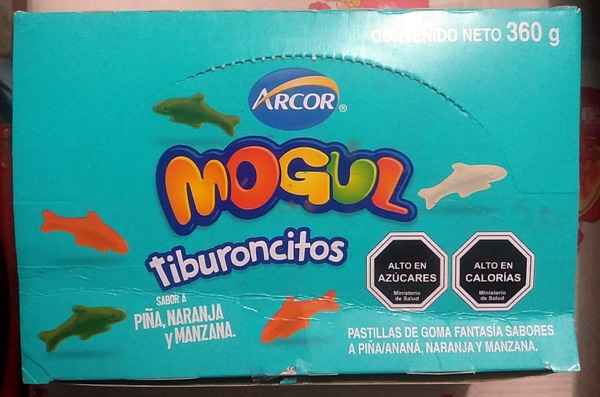 CONTENIDO NETO 360 g
ARCOR ®
MOGUL
Tiburoncitos
SABOR A
PIÑA, NARANJA
y MANZANA.
ALTO EN
AZÚCARES
Ministerio
de Salud
ALTO EN
CALORÍAS
Ministerio
de Salud
PASTILLAS DE GOMA FANTASÍA SABORES
A PIÑA/ANANÁ, NARANJA Y MANZANA.